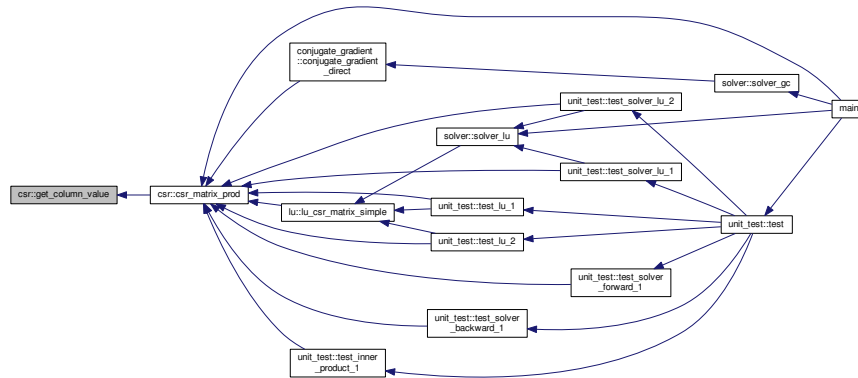 conjugate_gradient
::conjugate_gradient
_direct
solver::solver_gc
unit_test::test_solver_lu_2
main
solver::solver_lu
unit_test::test_solver_lu_1
csr::get_column_value
csr::csr_matrix_prod
lu::lu_csr_matrix_simple
unit_test::test_lu_1
unit_test::test
unit_test::test_lu_2
unit_test::test_solver
_forward_1
unit_test::test_solver
_backward_1
unit_test::test_inner
_product_1